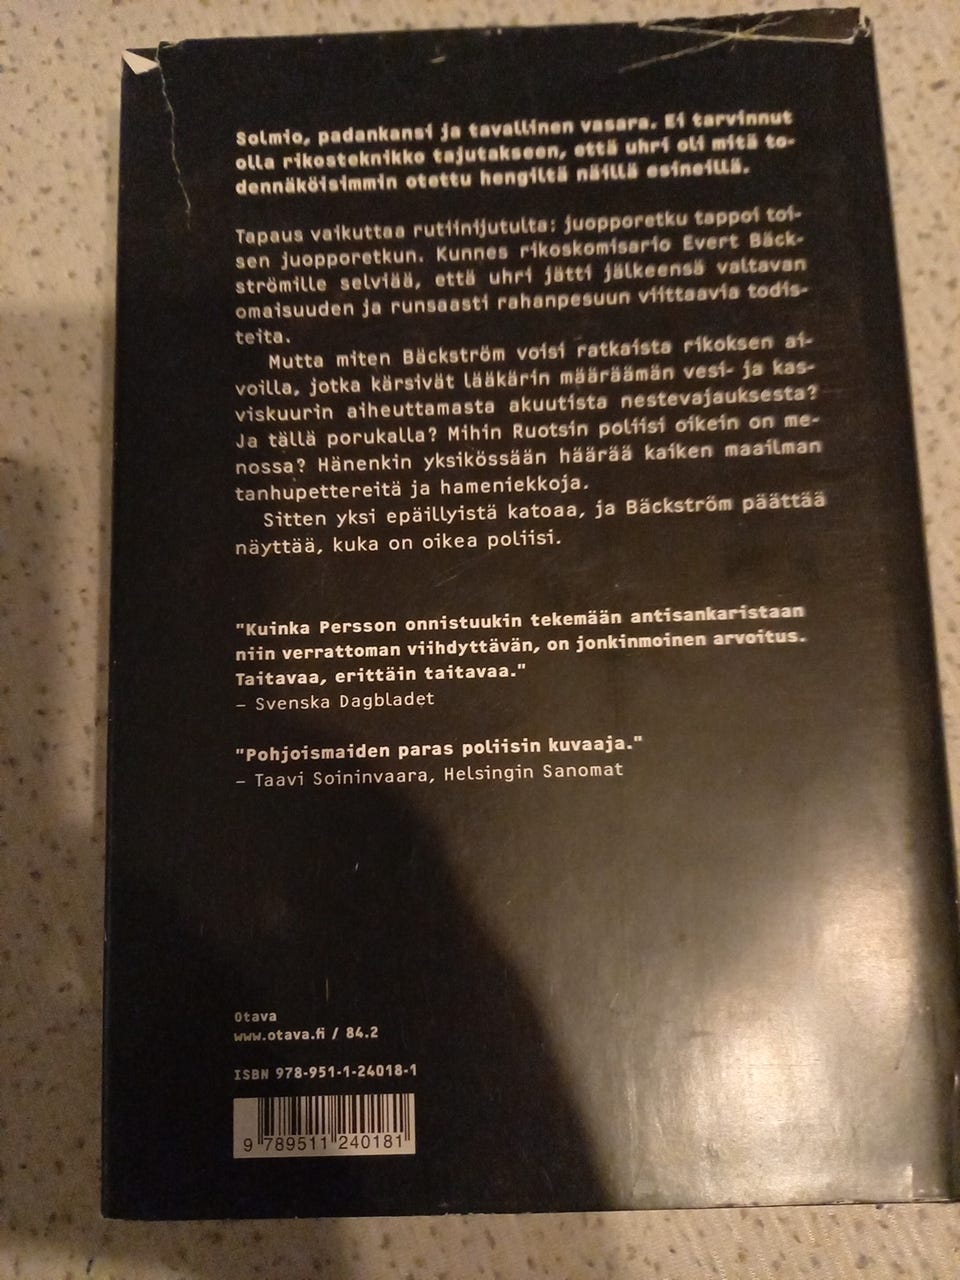 Solmio, padankansi ja tavallinen vasara. Ei tarvinnut
olla rikosteknikko tajutakseen, että uhri oli mitä to-
dennäköisimmin otettu hengiltä näillä esineillä.
Tapaus vaikuttaa rutiinijutulta: juopporetku tappoi toi-
sen juopporetkun. Kunnes rikoskomisario Evert Bäck-
strömille selviää, että uhri jätti jälkeensä valtavan
omaisuuden ja runsaasti rahanpesuun viittaavia todis-
teita.
Mutta miten Bäckström voisi ratkaista rikoksen ai-
voilla, jotka kärsivät lääkärin määräämän vesi- ja kas-
viskuurin aiheuttamasta akuutista nestevajauksesta?
Ja tällä porukalla? Mihin Ruotsin poliisi oikein on me-
nossa? Hänenkin yksikössään häärää kaiken maailman
tanhupettereitä ja hameniekkoja.
Sitten yksi epäillyistä katoaa, ja Bäckström päättää
näyttää, kuka on oikea poliisi.
"Kuinka Persson onnistuukin tekemään antisankaristaan
niin verrattoman viihdyttävän, on jonkinmoinen arvoitus.
Taitavaa, erittäin taitavaa."
– Svenska Dagbladet
"Pohjoismaiden paras poliisin kuvaaja."
– Taavi Soininvaara, Helsingin Sanomat
Otava
www.otava.fi / 84.2
ISBN 978-951-1-24018-1
9 789511 240181